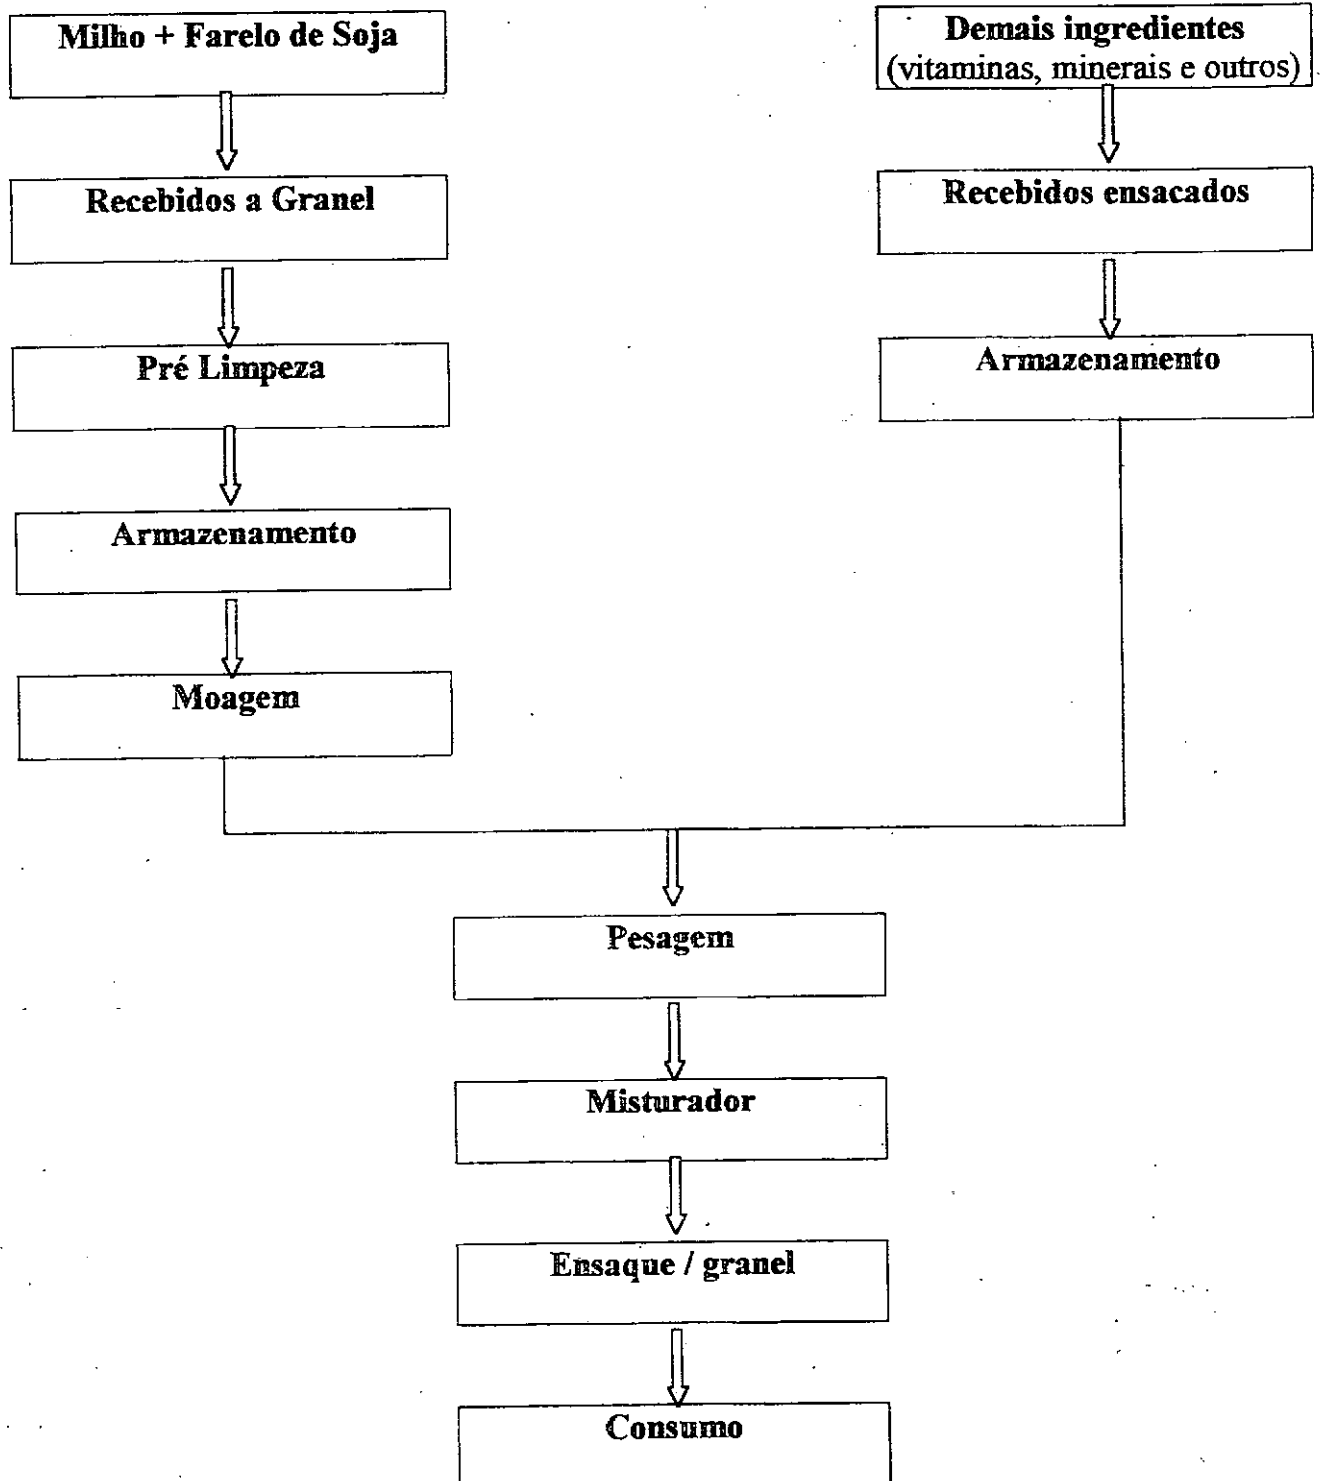 Milho + Farelo de Soja
Recebidos a Granel
Pré Limpeza
Armazenamento
Moagem
Demais ingredientes
(vitaminas, minerais e outros)
Recebidos ensacados
Armazenamento
Pesagem
Misturador
Ensaque / granel
Consumo